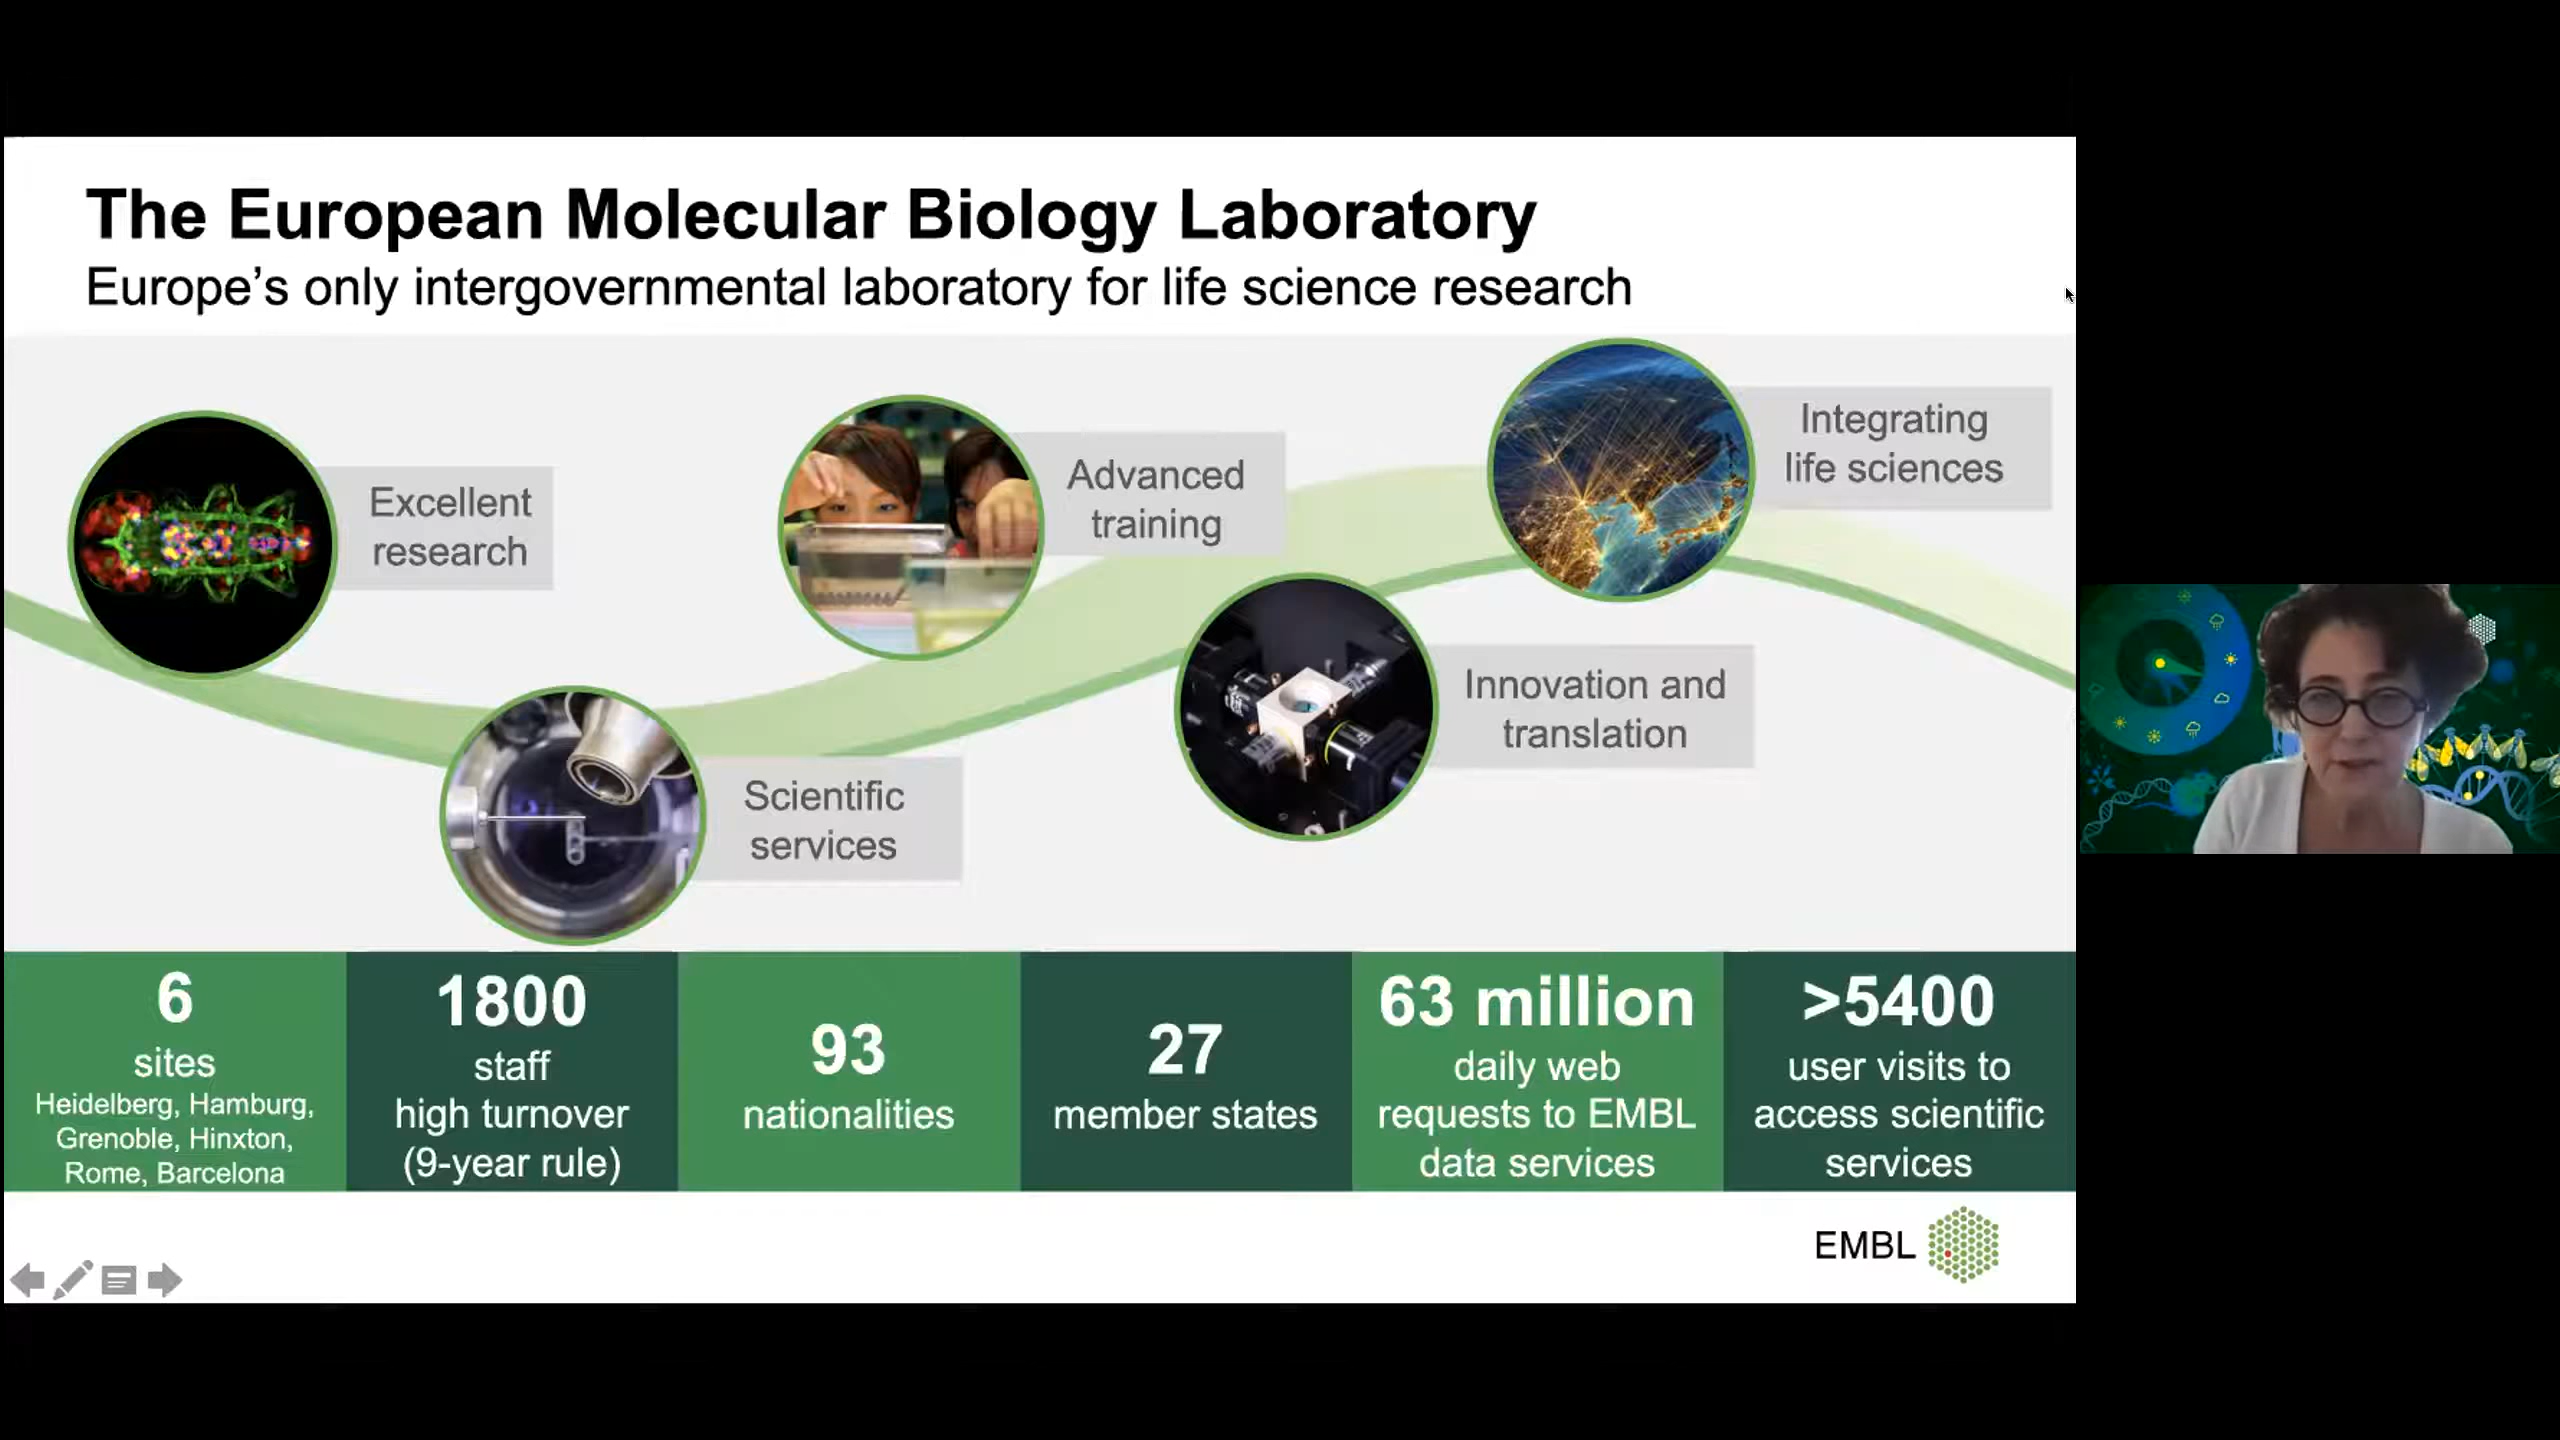 The European Molecular Biology Laboratory
Europe’s only intergovernmental laboratory for life science research
Excellent
research
Scientific
services
Advanced
training
Innovation and
translation
Integrating
life sciences
6
sites
Heidelberg, Hamburg,
Grenoble, Hinxton,
Rome, Barcelona
1800
staff
high turnover
(9-year rule)
93
nationalities
27
member states
63 million
daily web
requests to EMBL
data services
>5400
user visits to
access scientific
services
EMBL